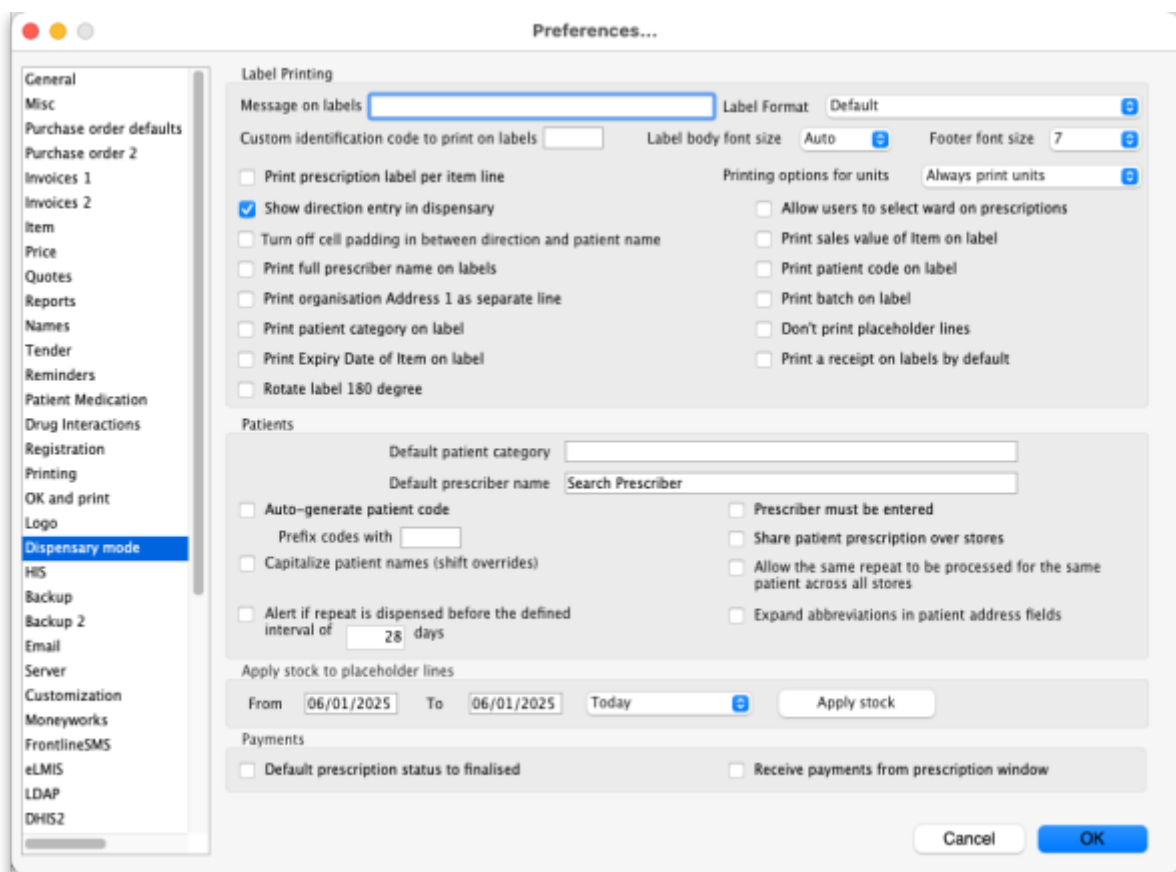 Preferences...
General
Misc
Purchase order defaults
Purchase order 2
Invoices 1
Invoices 2
Item
Price
Quotes
Reports
Names
Tender
Reminders
Patient Medication
Drug Interactions
Registration
Printing
OK and print
Logo
Dispensary mode
HIS
Backup
Backup 2
Email
Server
Customization
Moneyworks
FrontlineSMS
eLMIS
LDAP
DHIS2
Label Printing
Message on labels Label Format Default
Custom identification code to print on labels Label body font size Auto Footer font size 7
Print prescription label per item line Printing options for units Always print units
Show direction entry in dispensary Allow users to select ward on prescriptions
Turn off cell padding in between direction and patient name Print sales value of Item on label
Print full prescriber name on labels Print patient code on label
Print organisation Address 1 as separate line Print batch on label
Print patient category on label Don't print placeholder lines
Print Expiry Date of Item on label Print a receipt on labels by default
Rotate label 180 degree
Patients
Default patient category
Default prescriber name Search Prescriber
Auto-generate patient code Prescriber must be entered
Prefix codes with Share patient prescription over stores
Capitalize patient names (shift overrides) Allow the same repeat to be processed for the same
patient across all stores
Alert if repeat is dispensed before the defined Expand abbreviations in patient address fields
interval of 28 days
Apply stock to placeholder lines
From 06/01/2025 To 06/01/2025 Today Apply stock
Payments
Default prescription status to finalised Receive payments from prescription window
Cancel OK